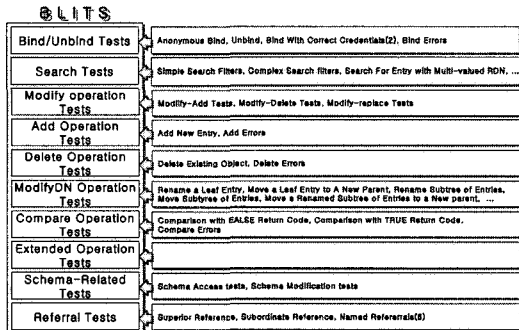 BLITS
Bind/Unbind Tests
Anonymous Bind, Unbind, Bind With Correct Credentials(2), Bind Errors
Search Tests
Simple Search Filters, Complex Search filters, Search For Entry with Multi-valued RDN, ...
Modify operation
Tests
Modify-Add Tests, Modify-Delete Tests, Modify-replace Tests
Add Operation
Tests
Add New Entry, Add Errors
Delete Operation
Tests
Delete Existing Object, Delete Errors
ModifyDN Operation
Tests
Rename a Leaf Entry, Move a Leaf Entry to A New Parent, Rename Subtree of Entries,
Move Subtyree of Entries, Move a Renamed Subtree of Entries to a New parent, ...
Compare Operation
Tests
Comparison with EALSE Return Code, Comparison with TRUE Return Code,
Compare Errors
Extended Operation
Tests
Schema-Related
Tests
Schema Access tests, Schema Modification tests
Referral Tests
Superior Reference, Subordinate Reference, Named Referrals(6)